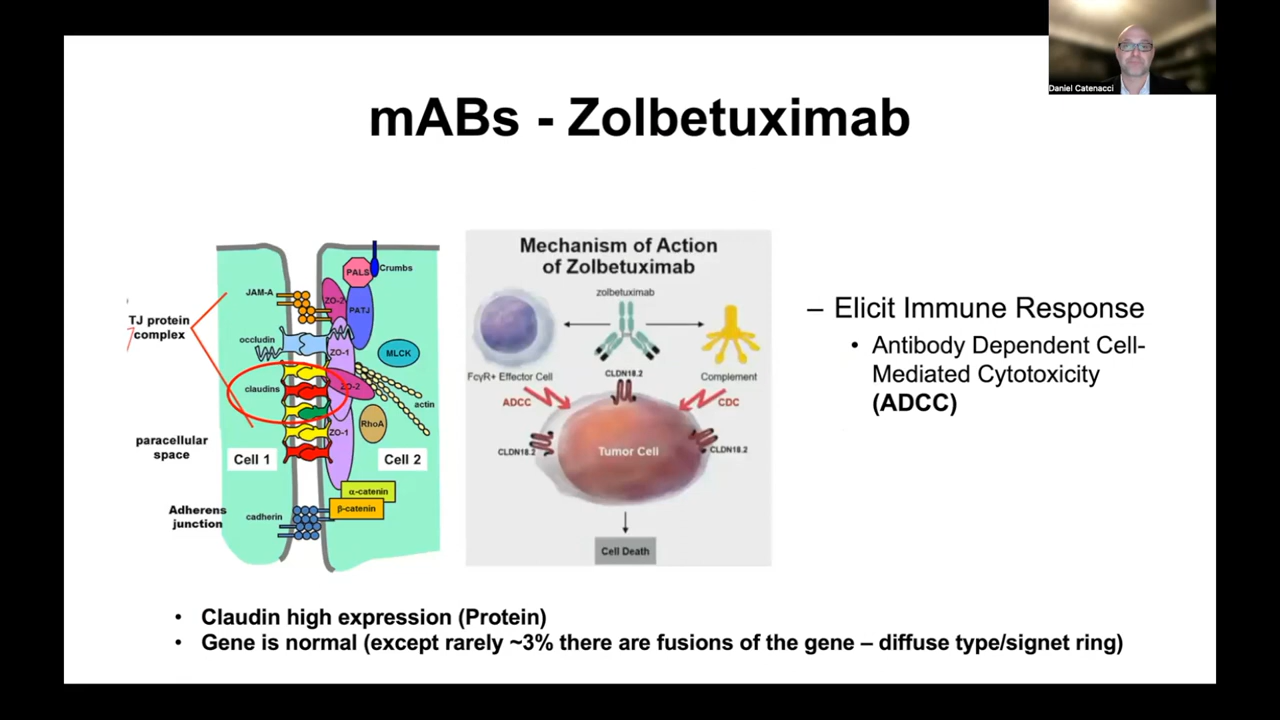 Daniel Catenacci
mABs - Zolbetuximab
TJ protein
complex
paracellular
space
Adherens
junction
JAM-A
occludin
claudins
cadherin
Cell 1
Cell 2
PALS
Crumbs
ZO-2
PATJ
ZO-1
MLCK
ZO-2
actin
RhoA
ZO-1
α-catenin
β-catenin
Mechanism of Action
of Zolbetuximab
zolbetuximab
FcγR+ Effector Cell
CLDN18.2
Complement
ADCC
CDC
CLDN18.2
Tumor Cell
CLDN18.2
Cell Death
– Elicit Immune Response
• Antibody Dependent Cell-
Mediated Cytotoxicity
(ADCC)
• Claudin high expression (Protein)
• Gene is normal (except rarely ~3% there are fusions of the gene – diffuse type/signet ring)